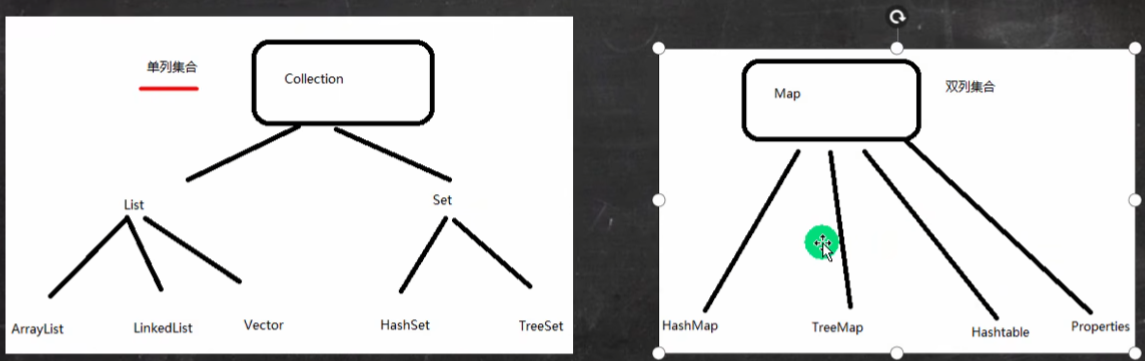 单列集合
Collection
List
Set
ArrayList
LinkedList
Vector
HashSet
TreeSet
Map
双列集合
HashMap
TreeMap
Hashtable
Properties